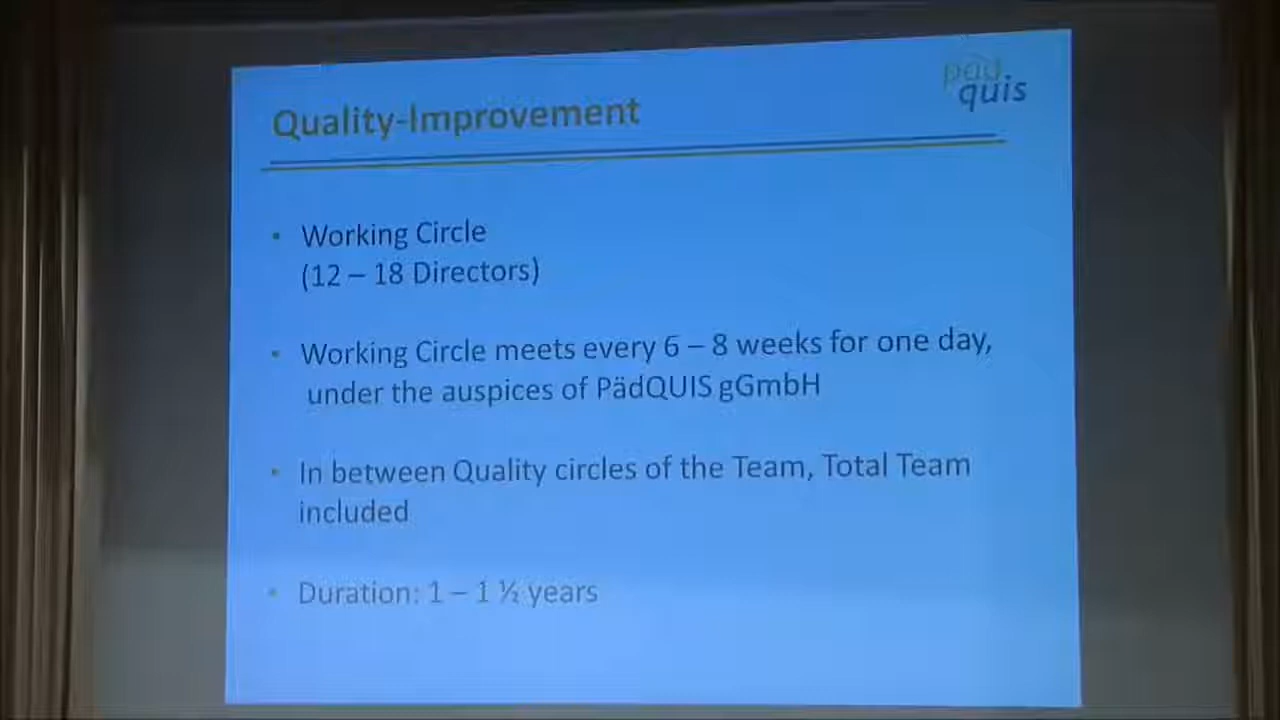 päd
quis
Quality-Improvement
• Working Circle
(12 – 18 Directors)
• Working Circle meets every 6 – 8 weeks for one day,
under the auspices of PädQUIS gGmbH
• In between Quality circles of the Team, Total Team
included
• Duration: 1 – 1 ½ years